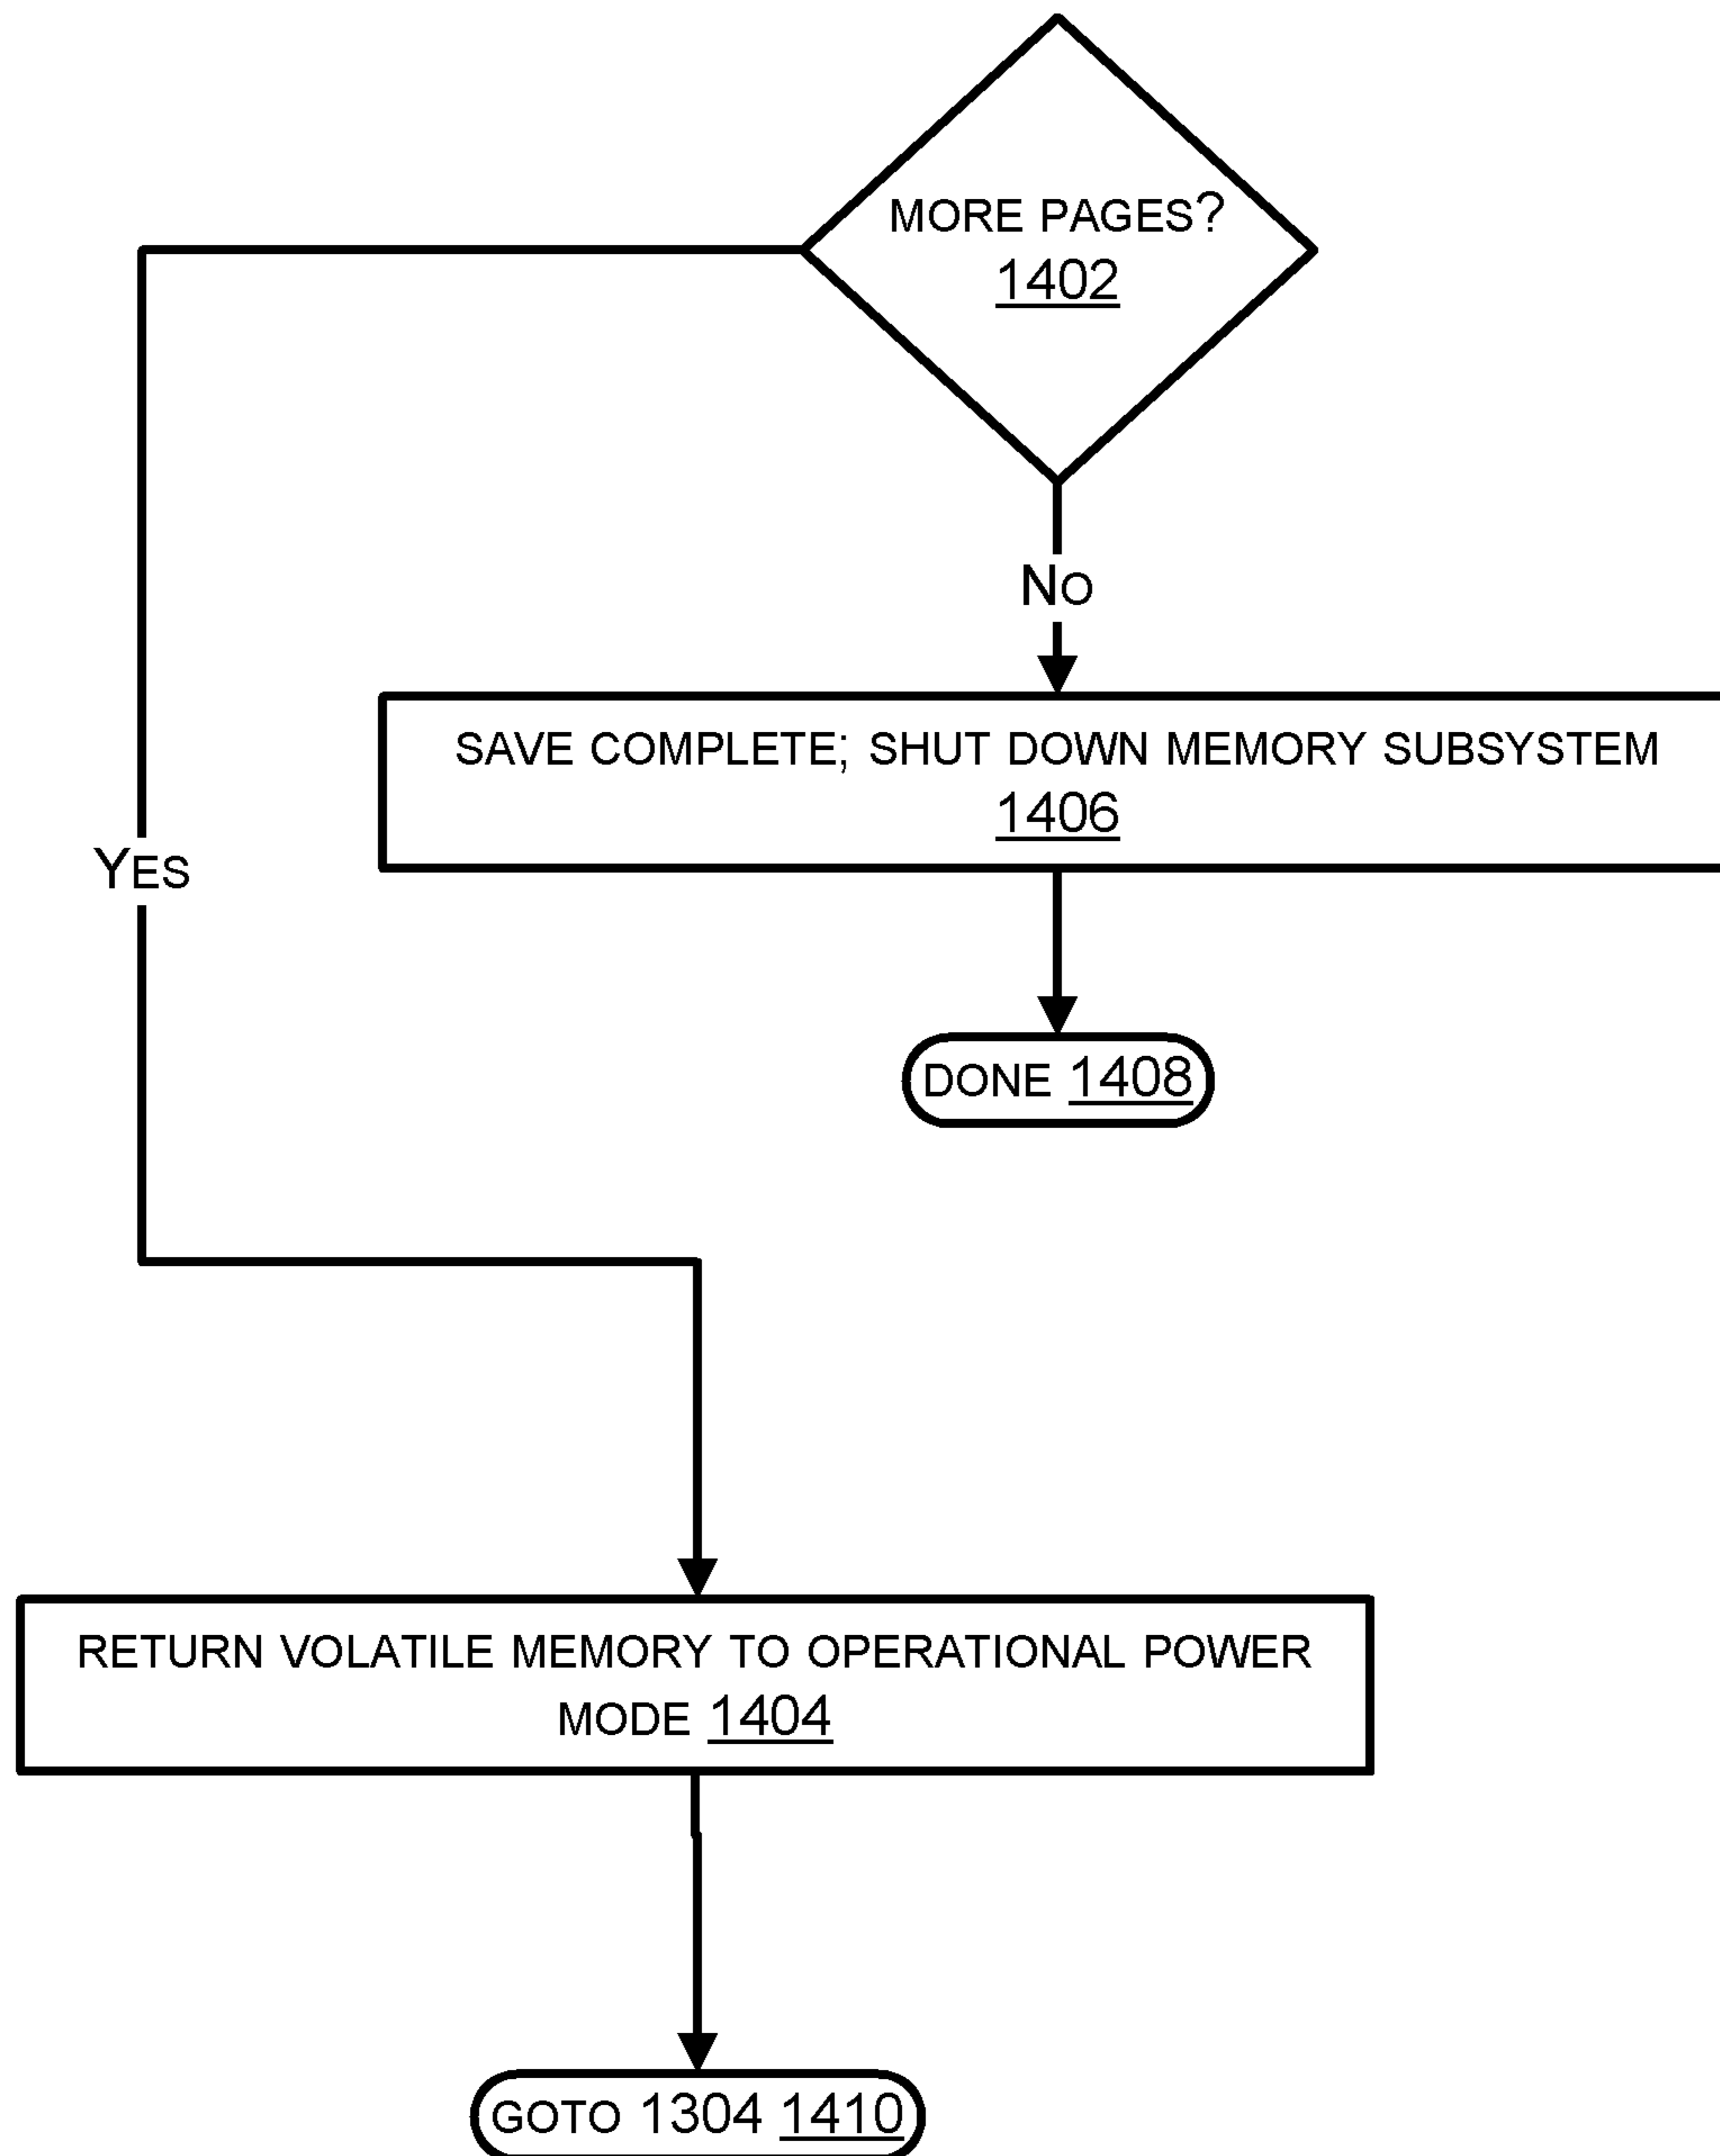 MORE PAGES?
1402
NO
SAVE COMPLETE; SHUT DOWN MEMORY SUBSYSTEM
1406
YES
DONE 1408
RETURN VOLATILE MEMORY TO OPERATIONAL POWER
MODE 1404
GOTO 1304 1410